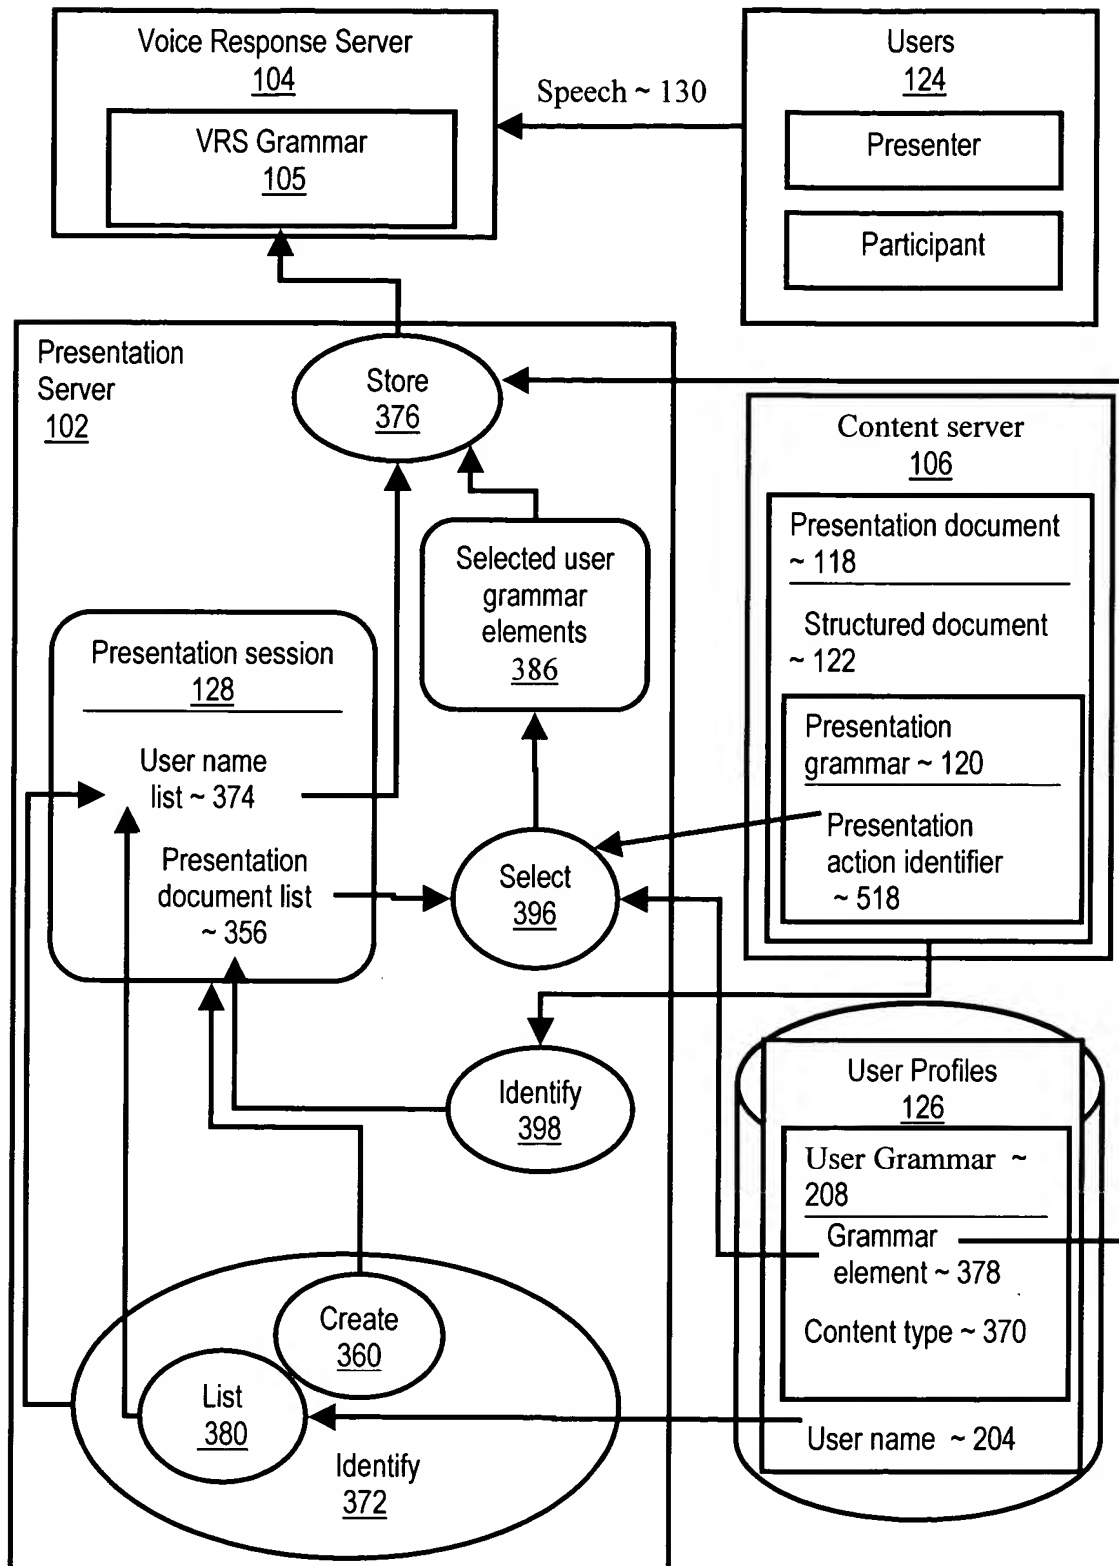 Voice Response Server
104
VRS Grammar
105
Speech ~ 130
Users
124
Presenter
Participant
Presentation
Server
102
Store
376
Content server
106
Presentation document
~ 118
Structured document
~ 122
Presentation
grammar ~ 120
Presentation
action identifier
~ 518
Selected user
grammar
elements
386
Presentation session
128
User name
list ~ 374
Presentation
document list
~ 356
Select
396
Identify
398
User Profiles
126
User Grammar ~
208
Grammar
element ~ 378
Content type ~ 370
User name ~ 204
Create
360
List
380
Identify
372